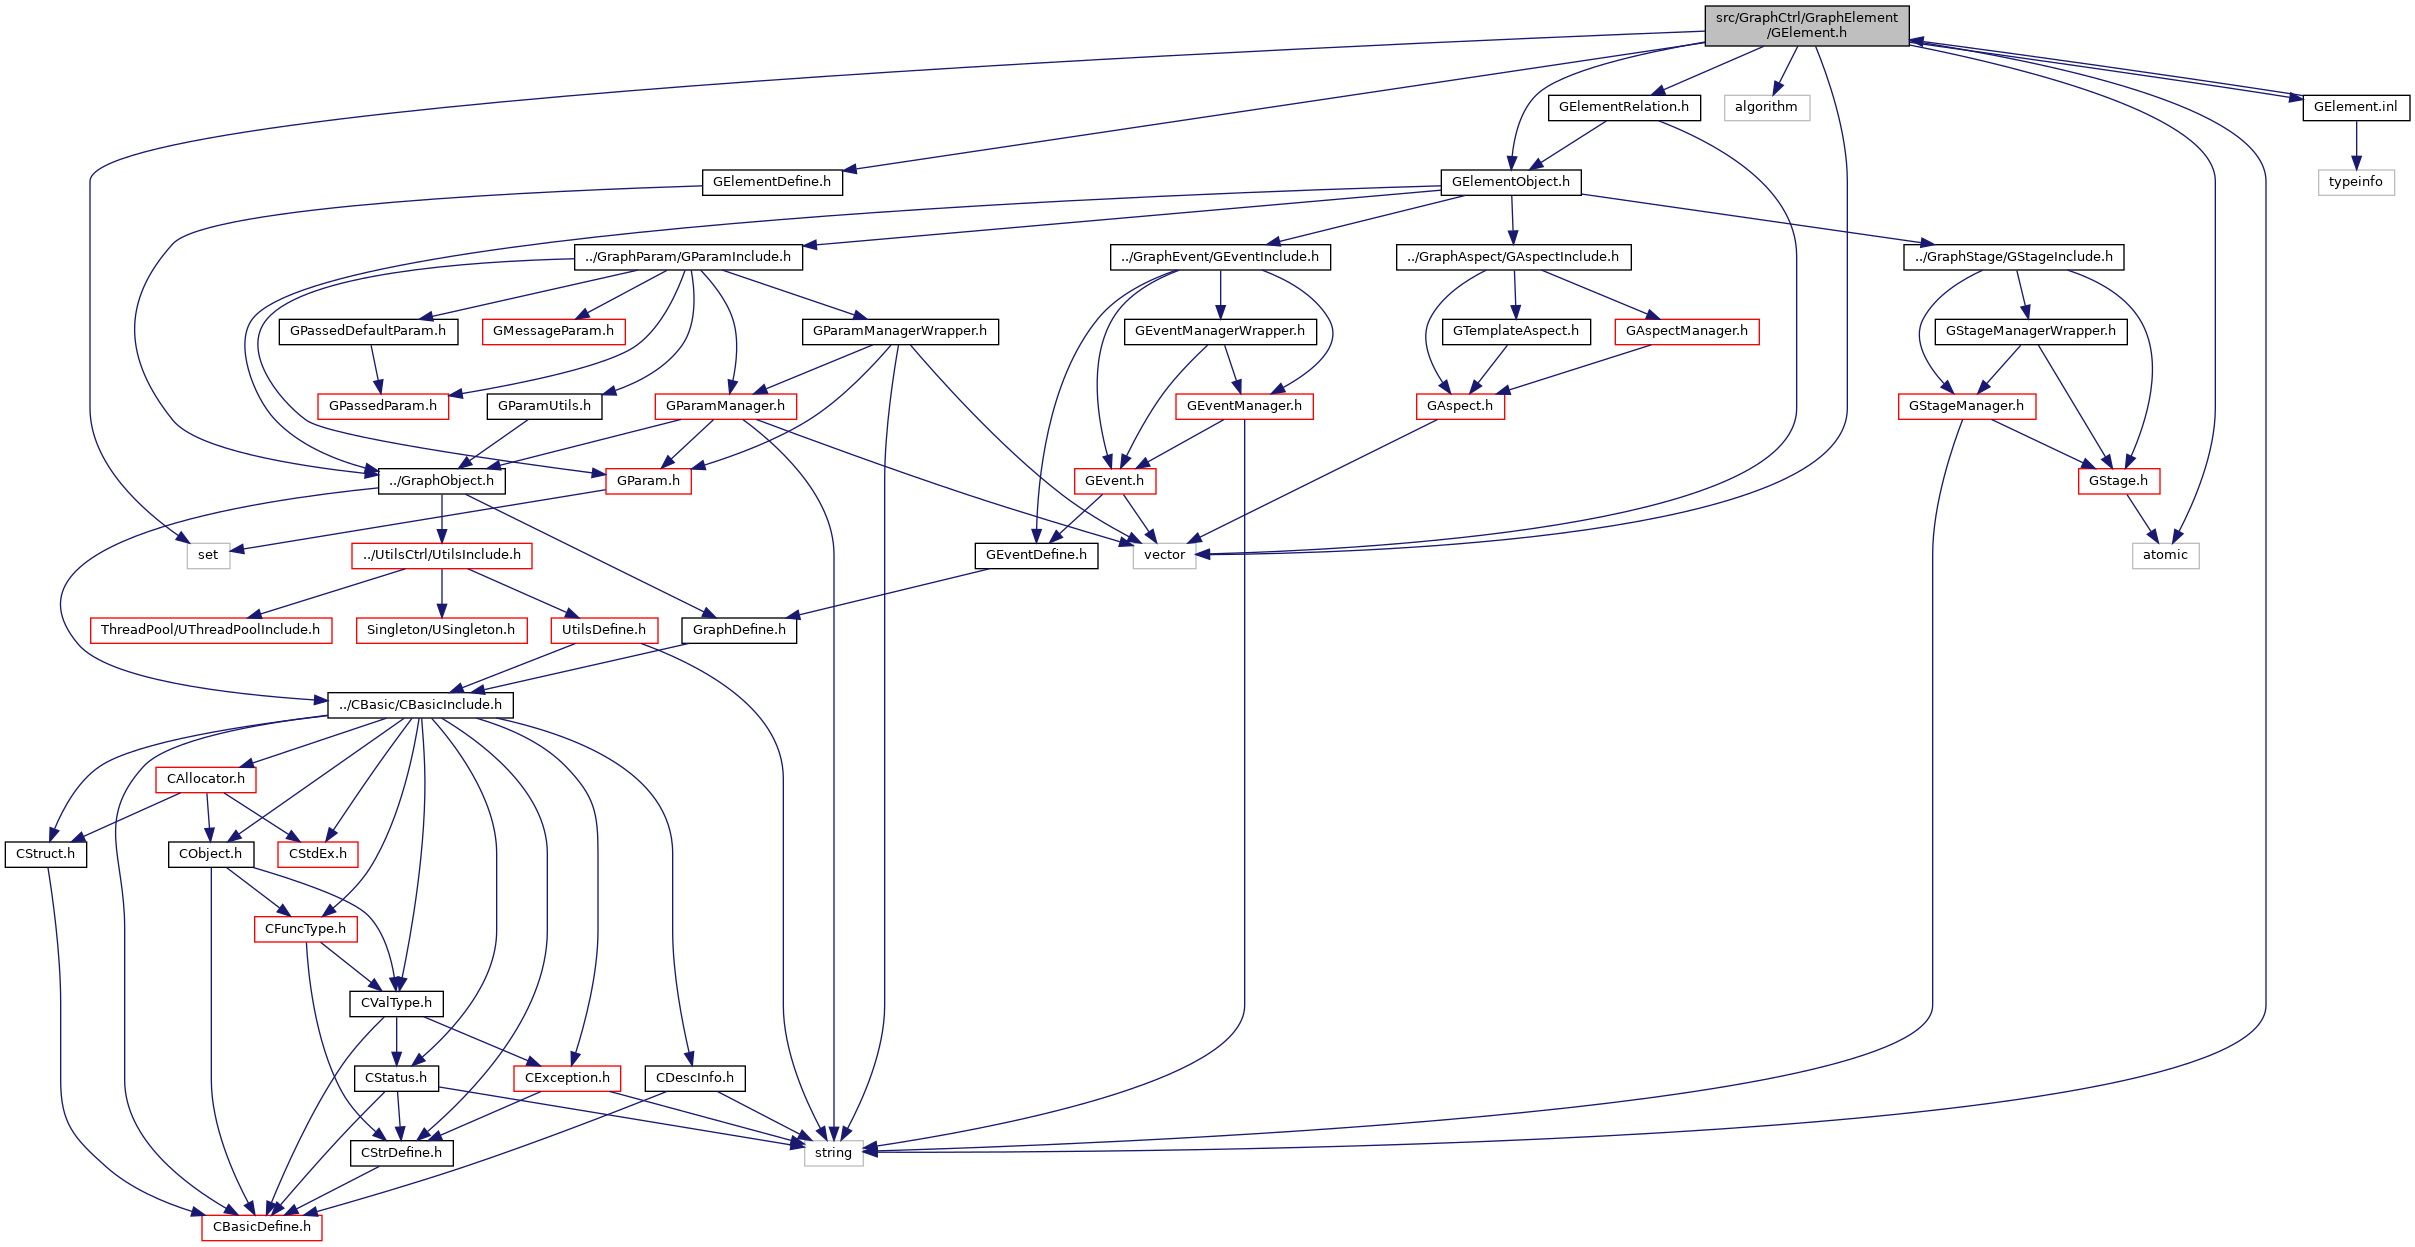 src/GraphCtrl/GraphElement
/GElement.h
GElementRelation.h
algorithm
GElement.inl
GElementDefine.h
GElementObject.h
typeinfo
../GraphParam/GParamInclude.h
../GraphEvent/GEventInclude.h
../GraphAspect/GAspectInclude.h
../GraphStage/GStageInclude.h
GPassedDefaultParam.h
GMessageParam.h
GParamManagerWrapper.h
GEventManagerWrapper.h
GTemplateAspect.h
GAspectManager.h
GStageManagerWrapper.h
GPassedParam.h
GParamUtils.h
GParamManager.h
GEventManager.h
GAspect.h
GStageManager.h
../GraphObject.h
GParam.h
GEvent.h
GStage.h
set
../UtilsCtrl/UtilsInclude.h
GEventDefine.h
vector
atomic
ThreadPool/UThreadPoolInclude.h
Singleton/USingleton.h
UtilsDefine.h
GraphDefine.h
../CBasic/CBasicInclude.h
CAllocator.h
CStruct.h
CObject.h
CStdEx.h
CFuncType.h
CValType.h
CStatus.h
CException.h
CDescInfo.h
CStrDefine.h
string
CBasicDefine.h